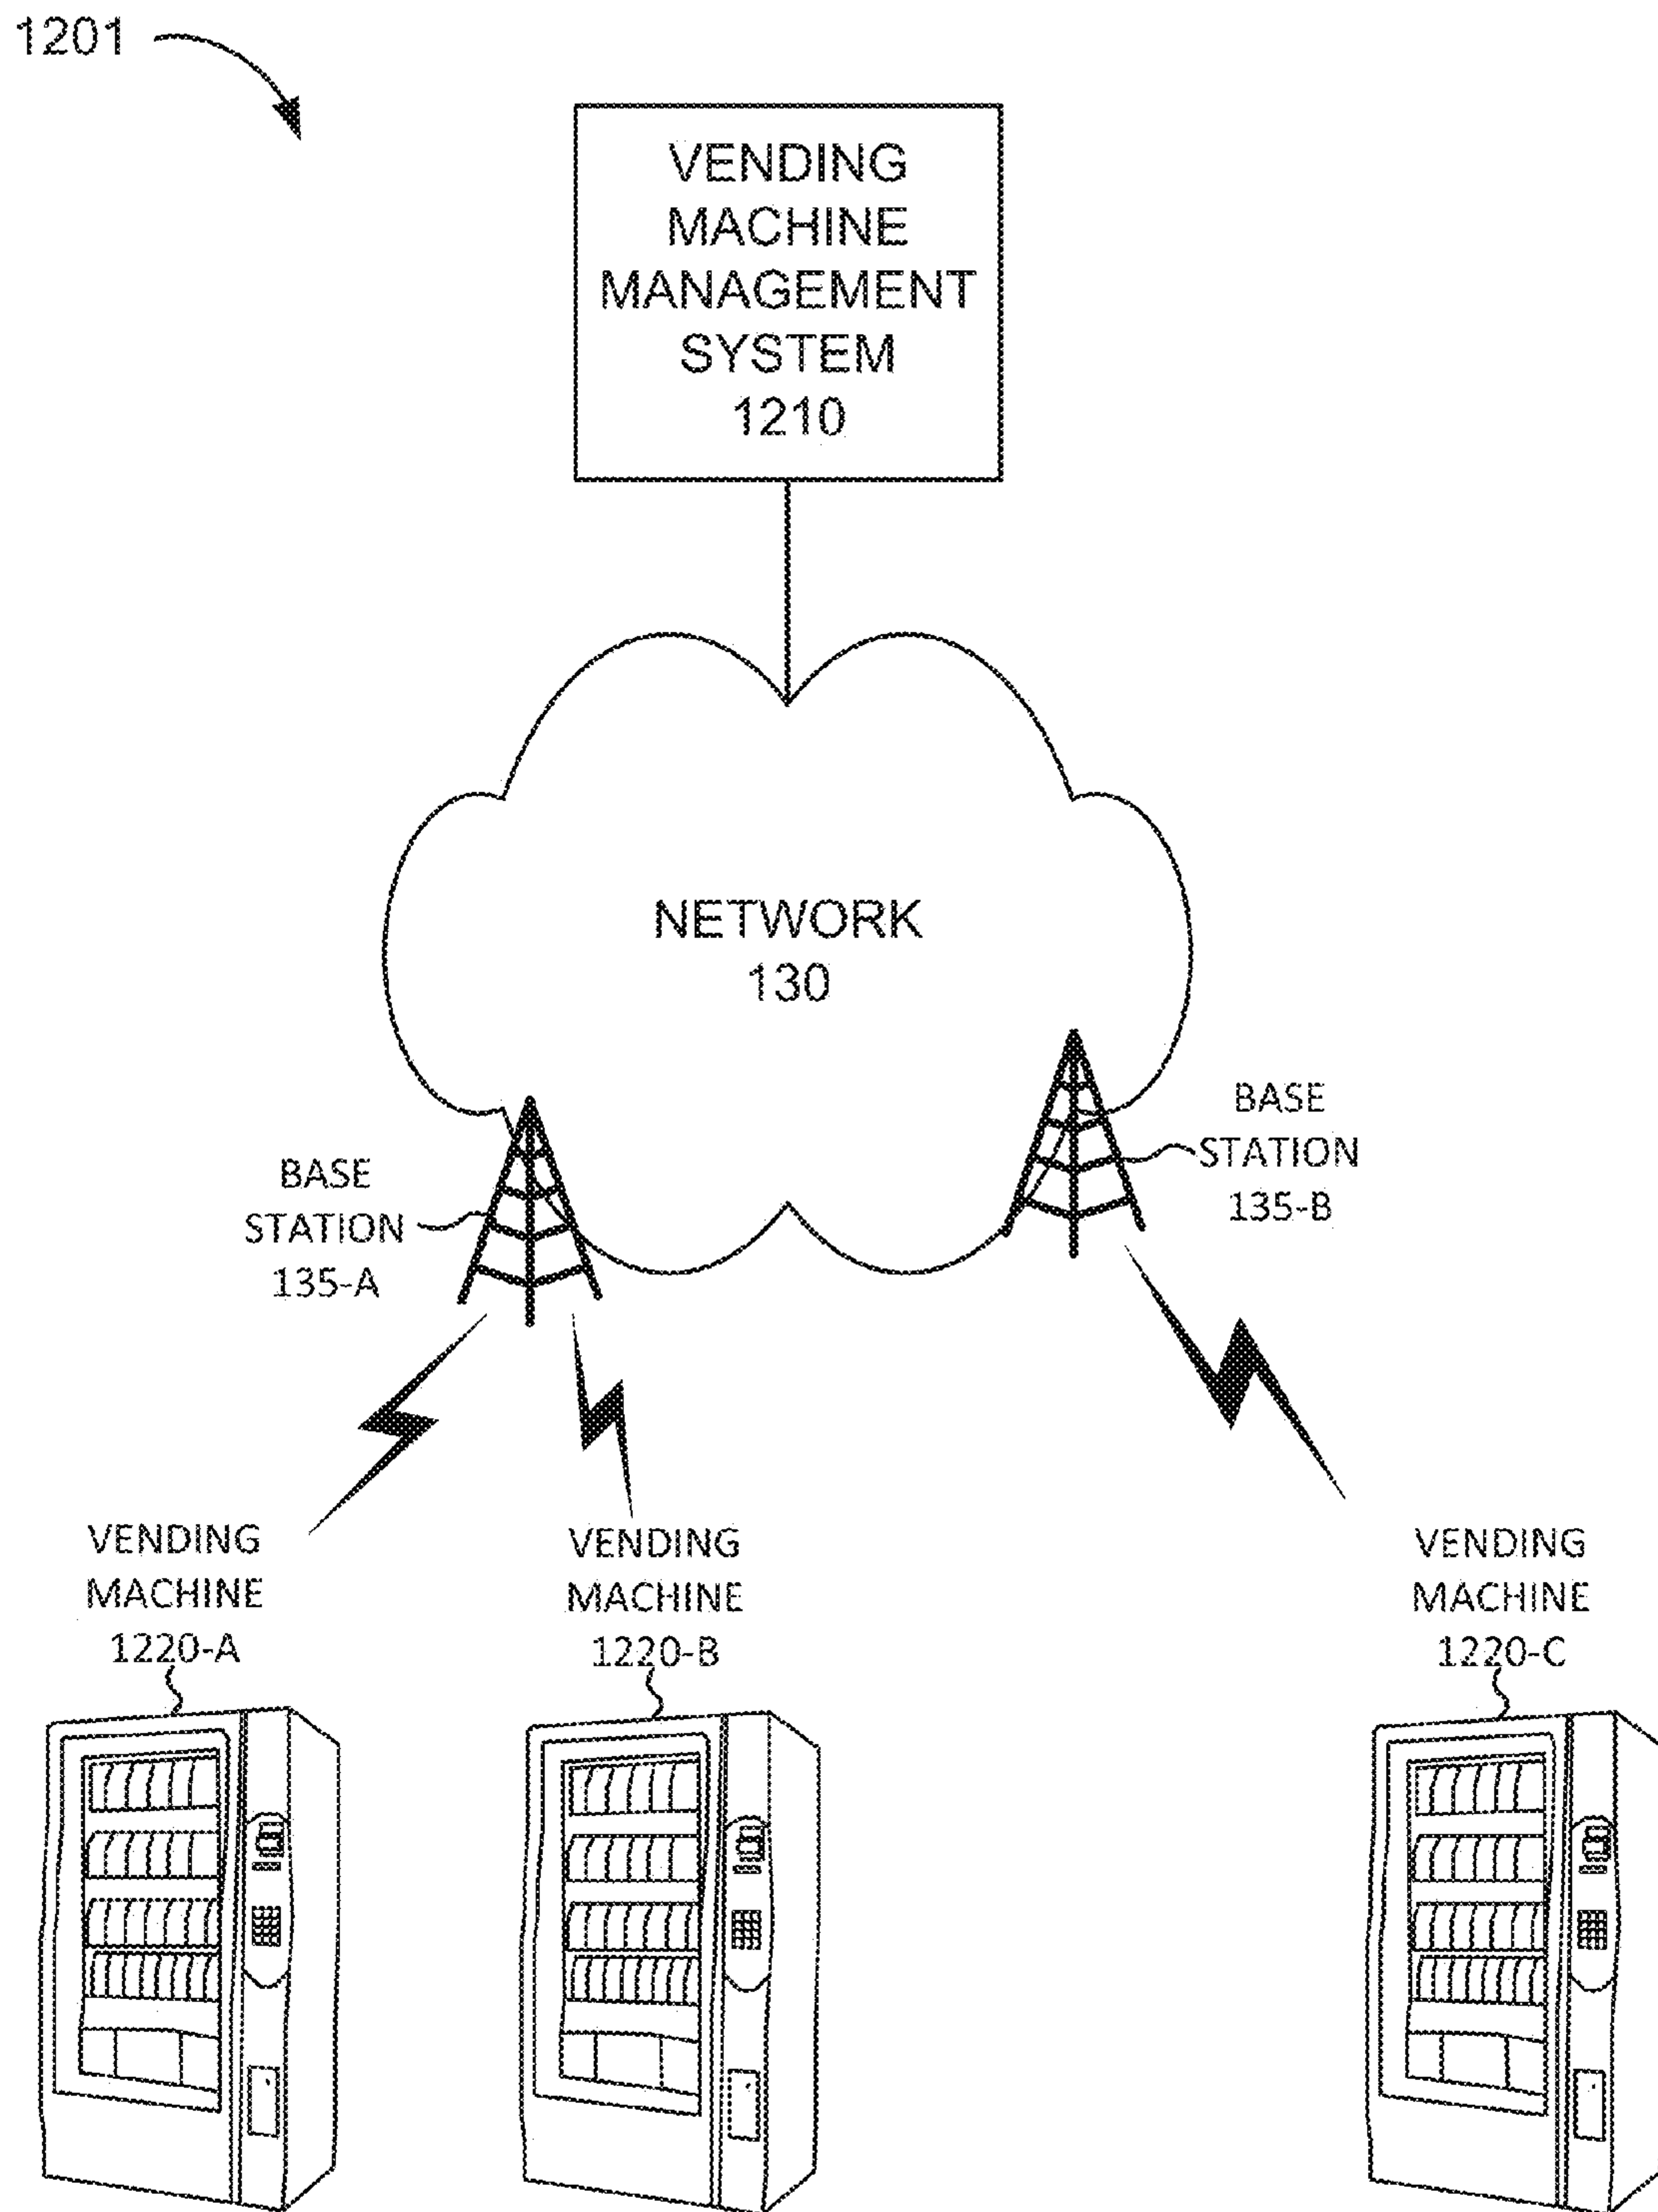 1201
VENDING
MACHINE
MANAGEMENT
SYSTEM
1210
NETWORK
130
BASE
STATION
135-A
BASE
STATION
135-B
VENDING
MACHINE
1220-A
VENDING
MACHINE
1220-B
VENDING
MACHINE
1220-C